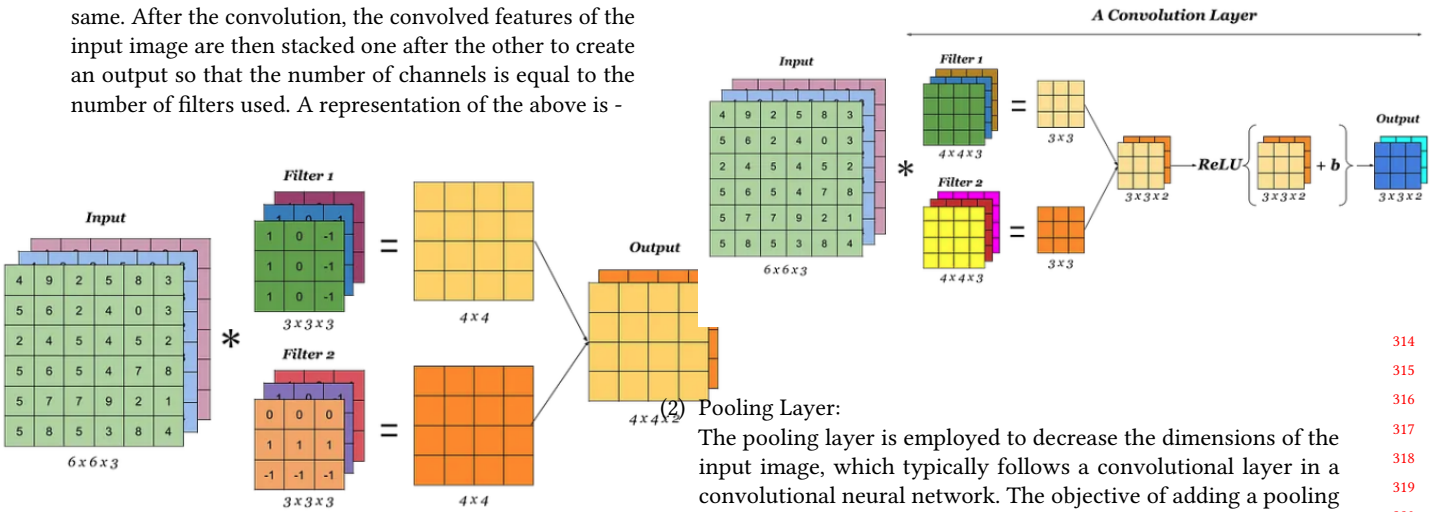 same. After the convolution, the convolved features of the
input image are then stacked one after the other to create
an output so that the number of channels is equal to the
number of filters used. A representation of the above is -
Input
4 9 2 5 8 3
5 6 2 4 0 3
2 4 5 4 5 2
5 6 5 4 7 8
5 7 7 9 2 1
5 8 5 3 8 4
6 x 6 x 3
*
Filter 1
1 0 -1
1 0 -1
1 0 -1
3 x 3 x 3
=
4 x 4
Filter 2
0 0 0
1 1 1
-1 -1 -1
3 x 3 x 3
=
4 x 4
Output
4 x 4 x 2
A Convolution Layer
Input
4 9 2 5 8 3
5 6 2 4 0 3
2 4 5 4 5 2
5 6 5 4 7 8
5 7 7 9 2 1
5 8 5 3 8 4
6 x 6 x 3
*
Filter 1
4 x 4 x 3
=
3 x 3
Filter 2
4 x 4 x 3
=
3 x 3
3 x 3 x 2
ReLU{ + b }
3 x 3 x 2
Output
3 x 3 x 2
(2) Pooling Layer:
The pooling layer is employed to decrease the dimensions of the
input image, which typically follows a convolutional layer in a
convolutional neural network. The objective of adding a pooling
314
315
316
317
318
319